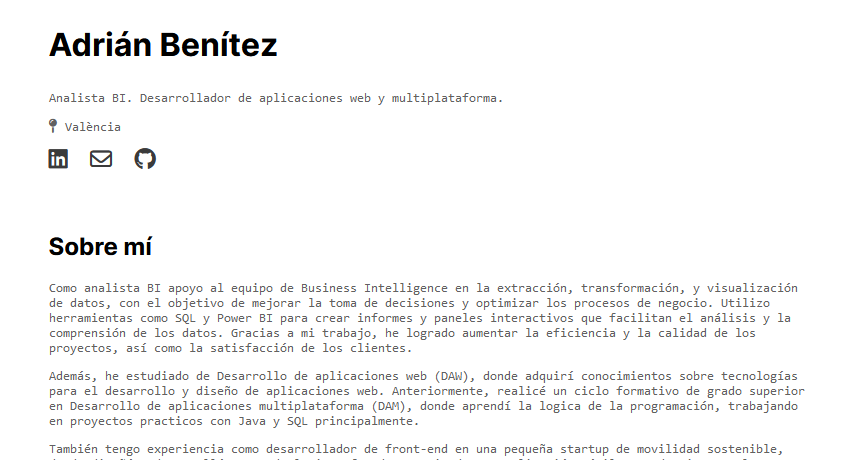 Adrián Benítez
Analista BI. Desarrollador de aplicaciones web y multiplataforma.
València
Sobre mí
Como analista BI apoyo al equipo de Business Intelligence en la extracción, transformación, y visualización
de datos, con el objetivo de mejorar la toma de decisiones y optimizar los procesos de negocio. Utilizo
herramientas como SQL y Power BI para crear informes y paneles interactivos que facilitan el análisis y la
comprensión de los datos. Gracias a mi trabajo, he logrado aumentar la eficiencia y la calidad de los
proyectos, así como la satisfacción de los clientes.
Además, he estudiado de Desarrollo de aplicaciones web (DAW), donde adquirí conocimientos sobre tecnologías
para el desarrollo y diseño de aplicaciones web. Anteriormente, realicé un ciclo formativo de grado superior
en Desarrollo de aplicaciones multiplataforma (DAM), donde aprendí la logica de la programación, trabajando
en proyectos practicos con Java y SQL principalmente.
También tengo experiencia como desarrollador de front-end en una pequeña startup de movilidad sostenible,